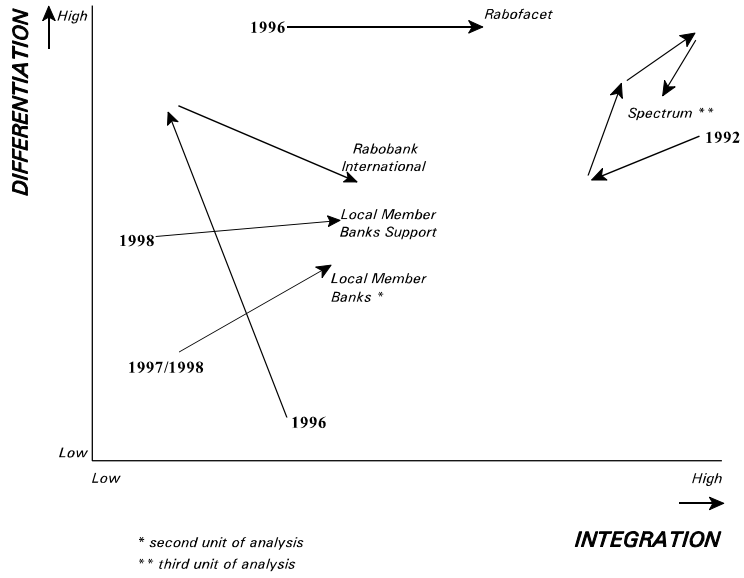 DIFFERENTIATION
High
1996
Rabofacet
Spectrum **
1992
Rabobank
International
1998
Local Member
Banks Support
Local Member
Banks *
1997/1998
1996
Low
Low
High
INTEGRATION
* second unit of analysis
** third unit of analysis